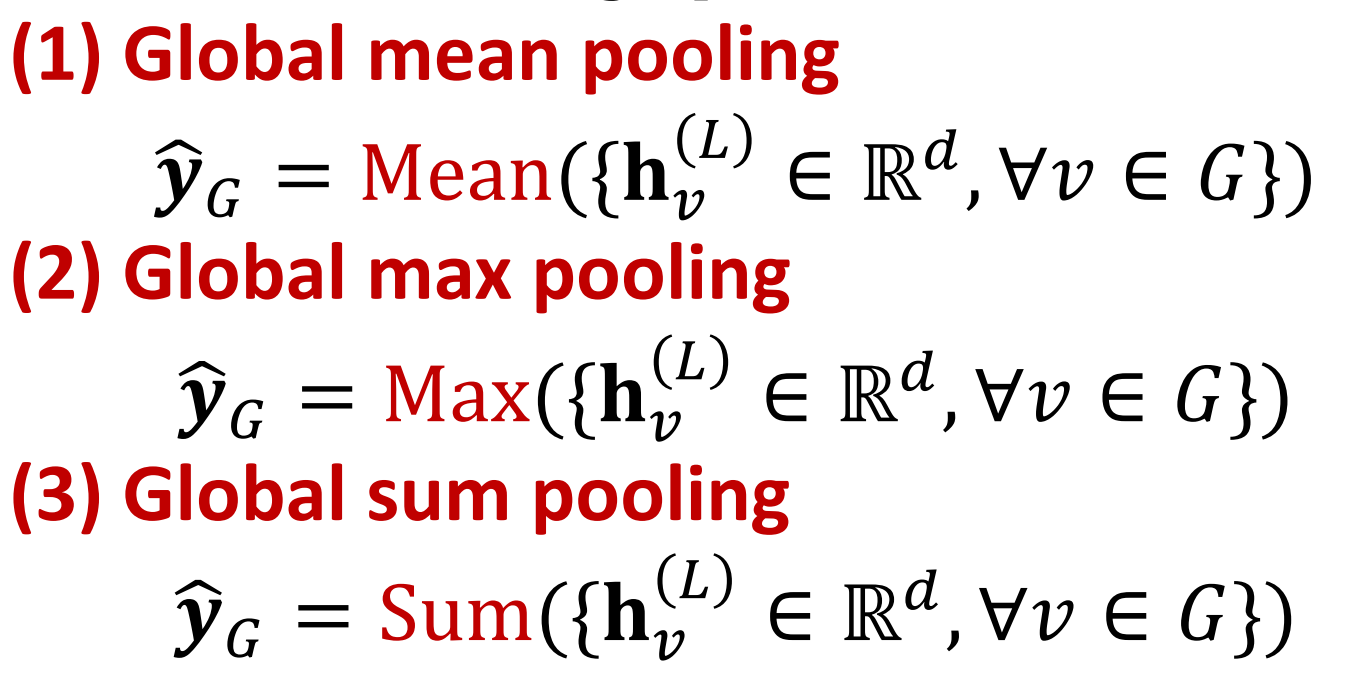 (1) Global mean pooling
ŷ_G = Mean({h_v^(L) ∈ ℝ^d, ∀v ∈ G})
(2) Global max pooling
ŷ_G = Max({h_v^(L) ∈ ℝ^d, ∀v ∈ G})
(3) Global sum pooling
ŷ_G = Sum({h_v^(L) ∈ ℝ^d, ∀v ∈ G})